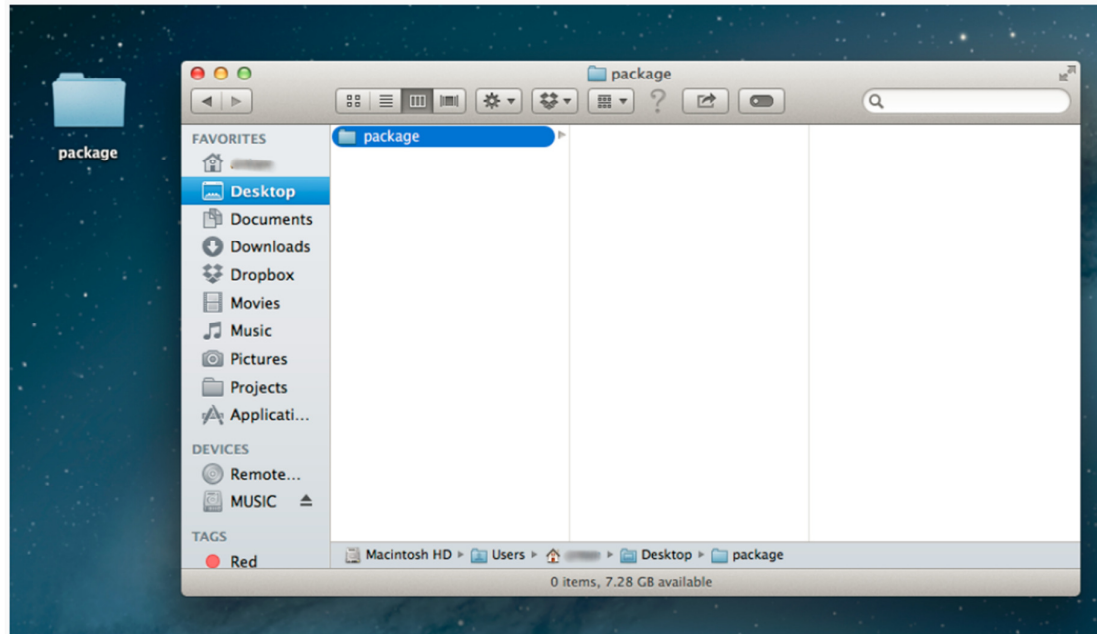 package
package
FAVORITES
package
Desktop
Documents
Downloads
Dropbox
Movies
Music
Pictures
Projects
Applicati...
DEVICES
Remote...
MUSIC
TAGS
Red
Macintosh HD ▸ Users ▸ ▸ Desktop ▸ package
0 items, 7.28 GB available